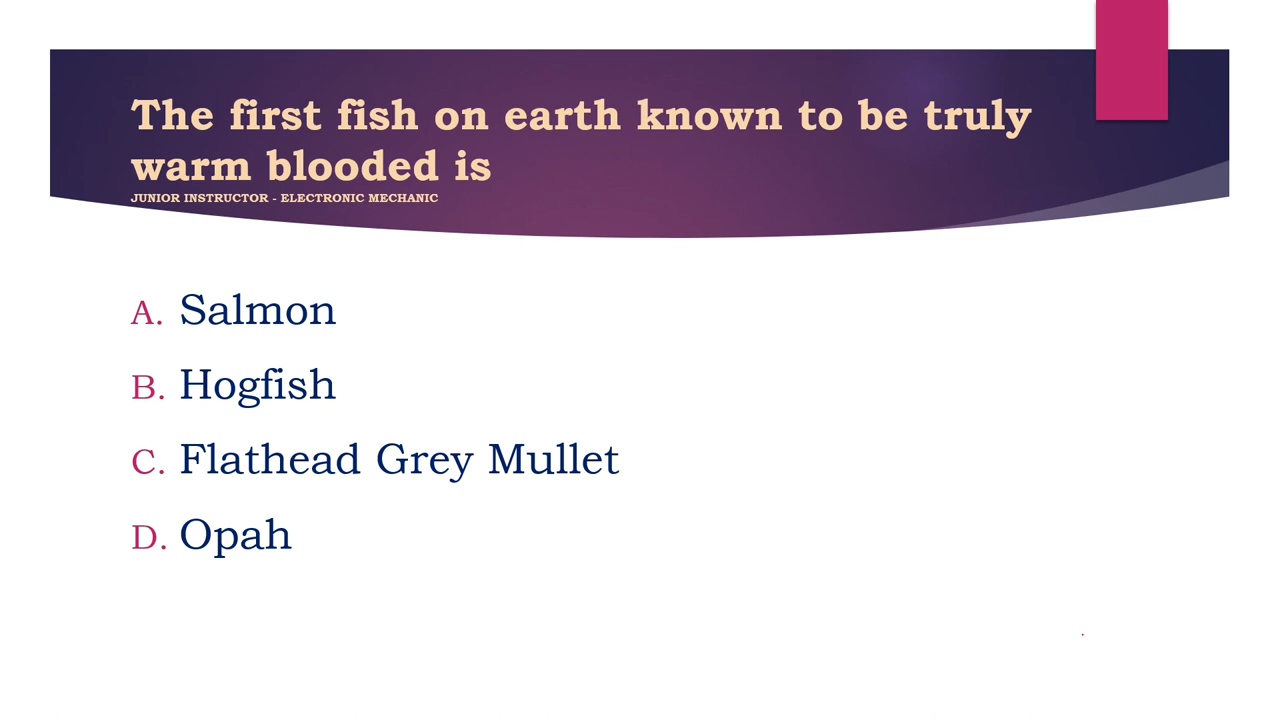 The first fish on earth known to be truly
warm blooded is
JUNIOR INSTRUCTOR - ELECTRONIC MECHANIC
A. Salmon
B. Hogfish
C. Flathead Grey Mullet
D. Opah
.